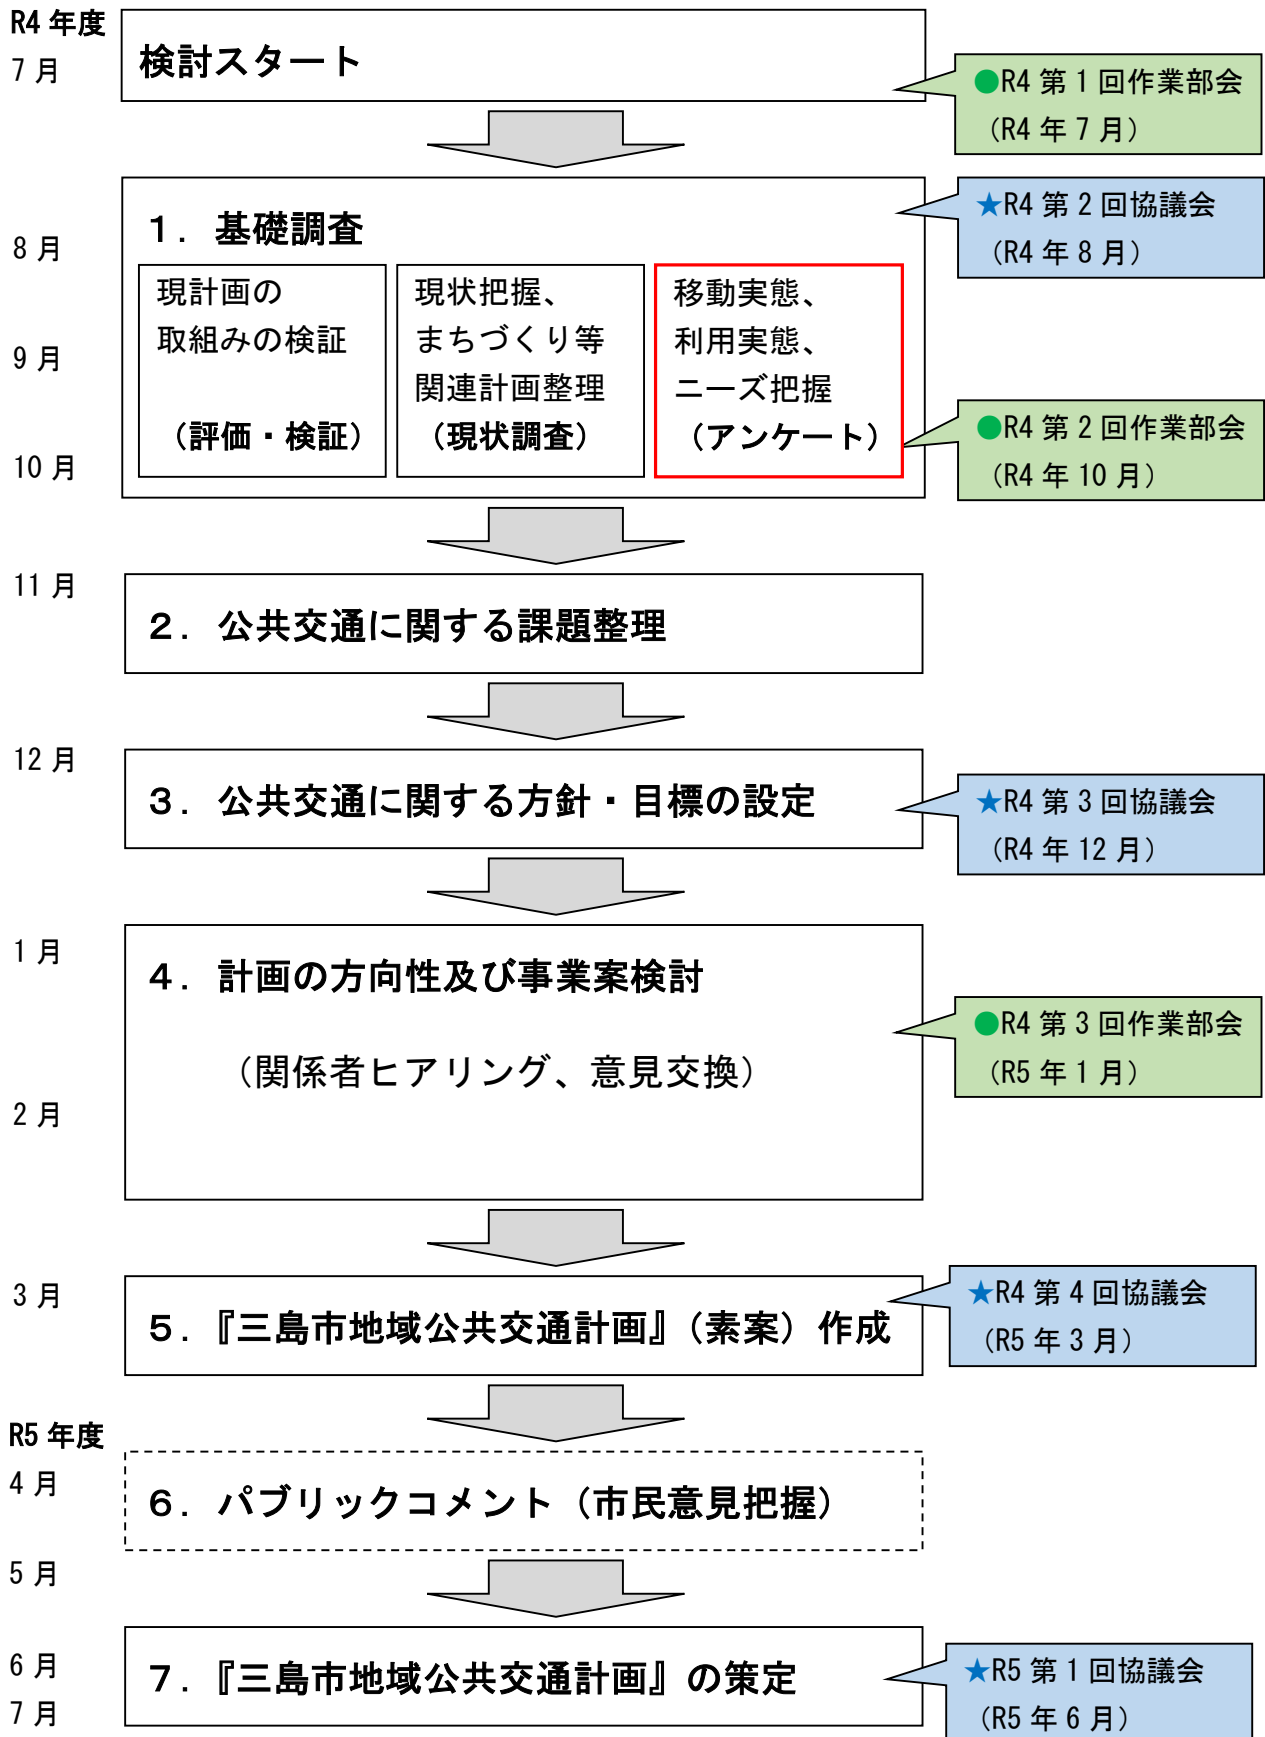 R4 年度
7 月
検討スタート
●R4 第 1 回作業部会
（R4 年 7 月）
8 月
9 月
10 月
１．基礎調査
現計画の
取組みの検証
（評価・検証）
現状把握、
まちづくり等
関連計画整理
（現状調査）
移動実態、
利用実態、
ニーズ把握
（アンケート）
★R4 第 2 回協議会
（R4 年 8 月）
●R4 第 2 回作業部会
（R4 年 10 月）
11 月
２．公共交通に関する課題整理
12 月
３．公共交通に関する方針・目標の設定
★R4 第 3 回協議会
（R4 年 12 月）
1 月
2 月
４．計画の方向性及び事業案検討
（関係者ヒアリング、意見交換）
●R4 第 3 回作業部会
（R5 年 1 月）
3 月
５．『三島市地域公共交通計画』（素案）作成
★R4 第 4 回協議会
（R5 年 3 月）
R5 年度
4 月
６．パブリックコメント（市民意見把握）
5 月
6 月
7 月
７．『三島市地域公共交通計画』の策定
★R5 第 1 回協議会
（R5 年 6 月）